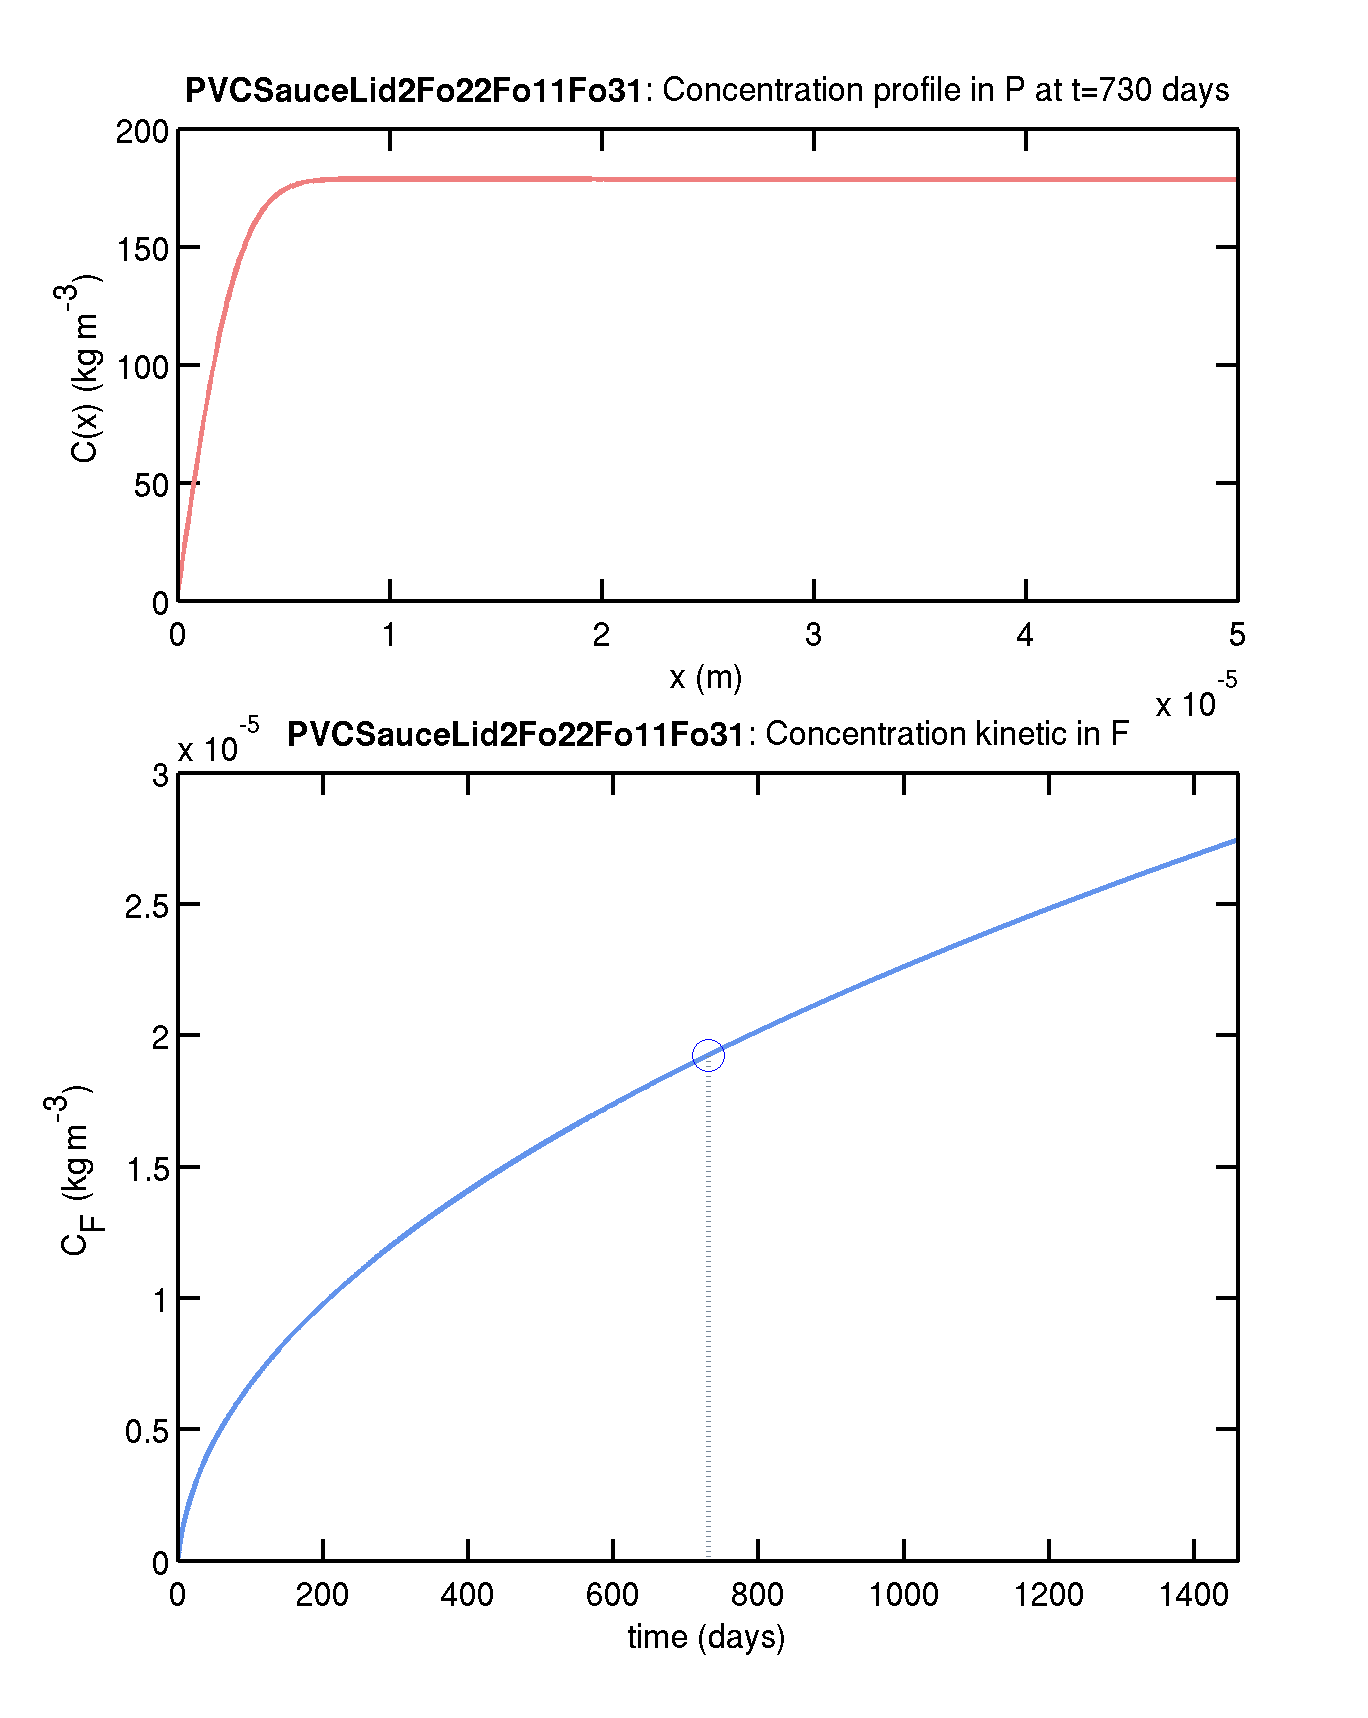 PVCSauceLid2Fo22Fo11Fo31: Concentration profile in P at t=730 days
200
150
100
50
0
C(x) (kg m-3)
0 1 2 3 4 5
x (m)
x 10-5
x 10-5
PVCSauceLid2Fo22Fo11Fo31: Concentration kinetic in F
3
2.5
2
1.5
1
0.5
0
CF (kg m-3)
0 200 400 600 800 1000 1200 1400
time (days)